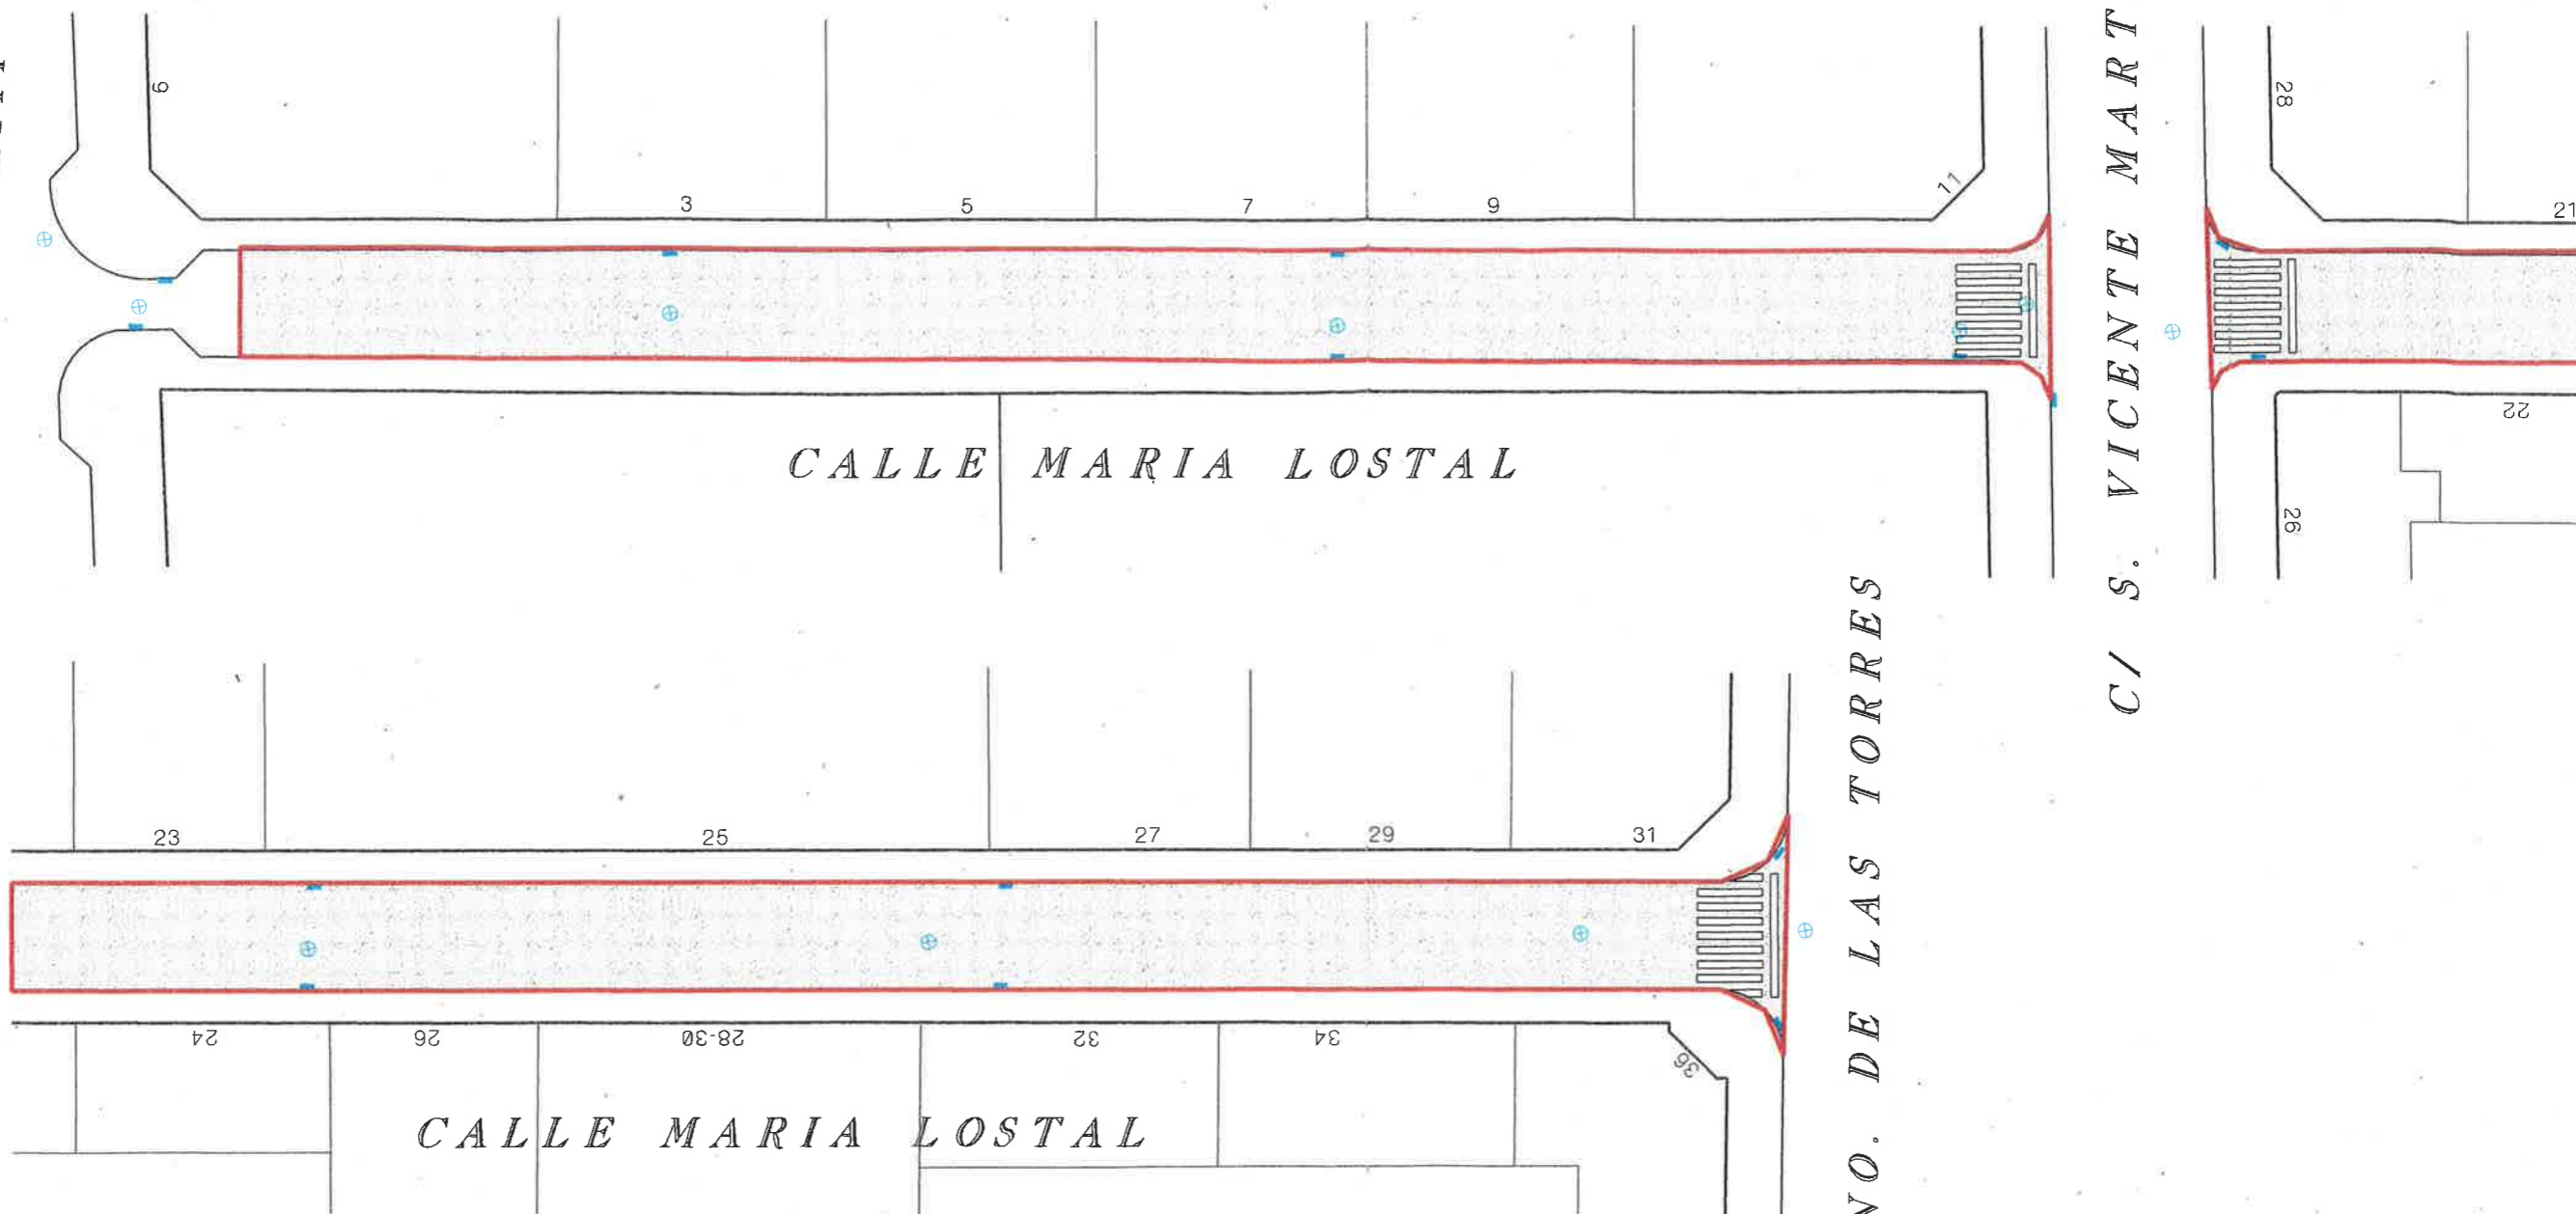 6
3 5 7 9 11
CALLE MARIA LOSTAL
C/ S. VICENTE MART
28
21
22
26
23 25 27 29 31
24 26 28-30 32 34 36
CALLE MARIA LOSTAL
NO. DE LAS TORRES